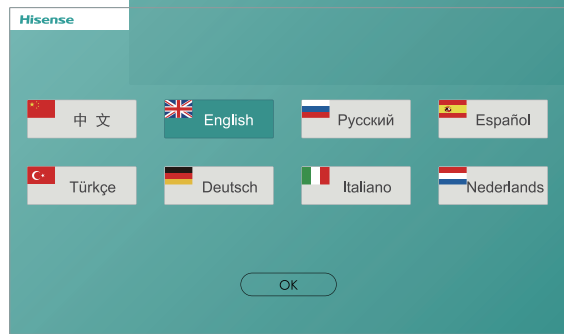 Hisense
中 文
English
Русский
Español
Türkçe
Deutsch
Italiano
Nederlands
OK